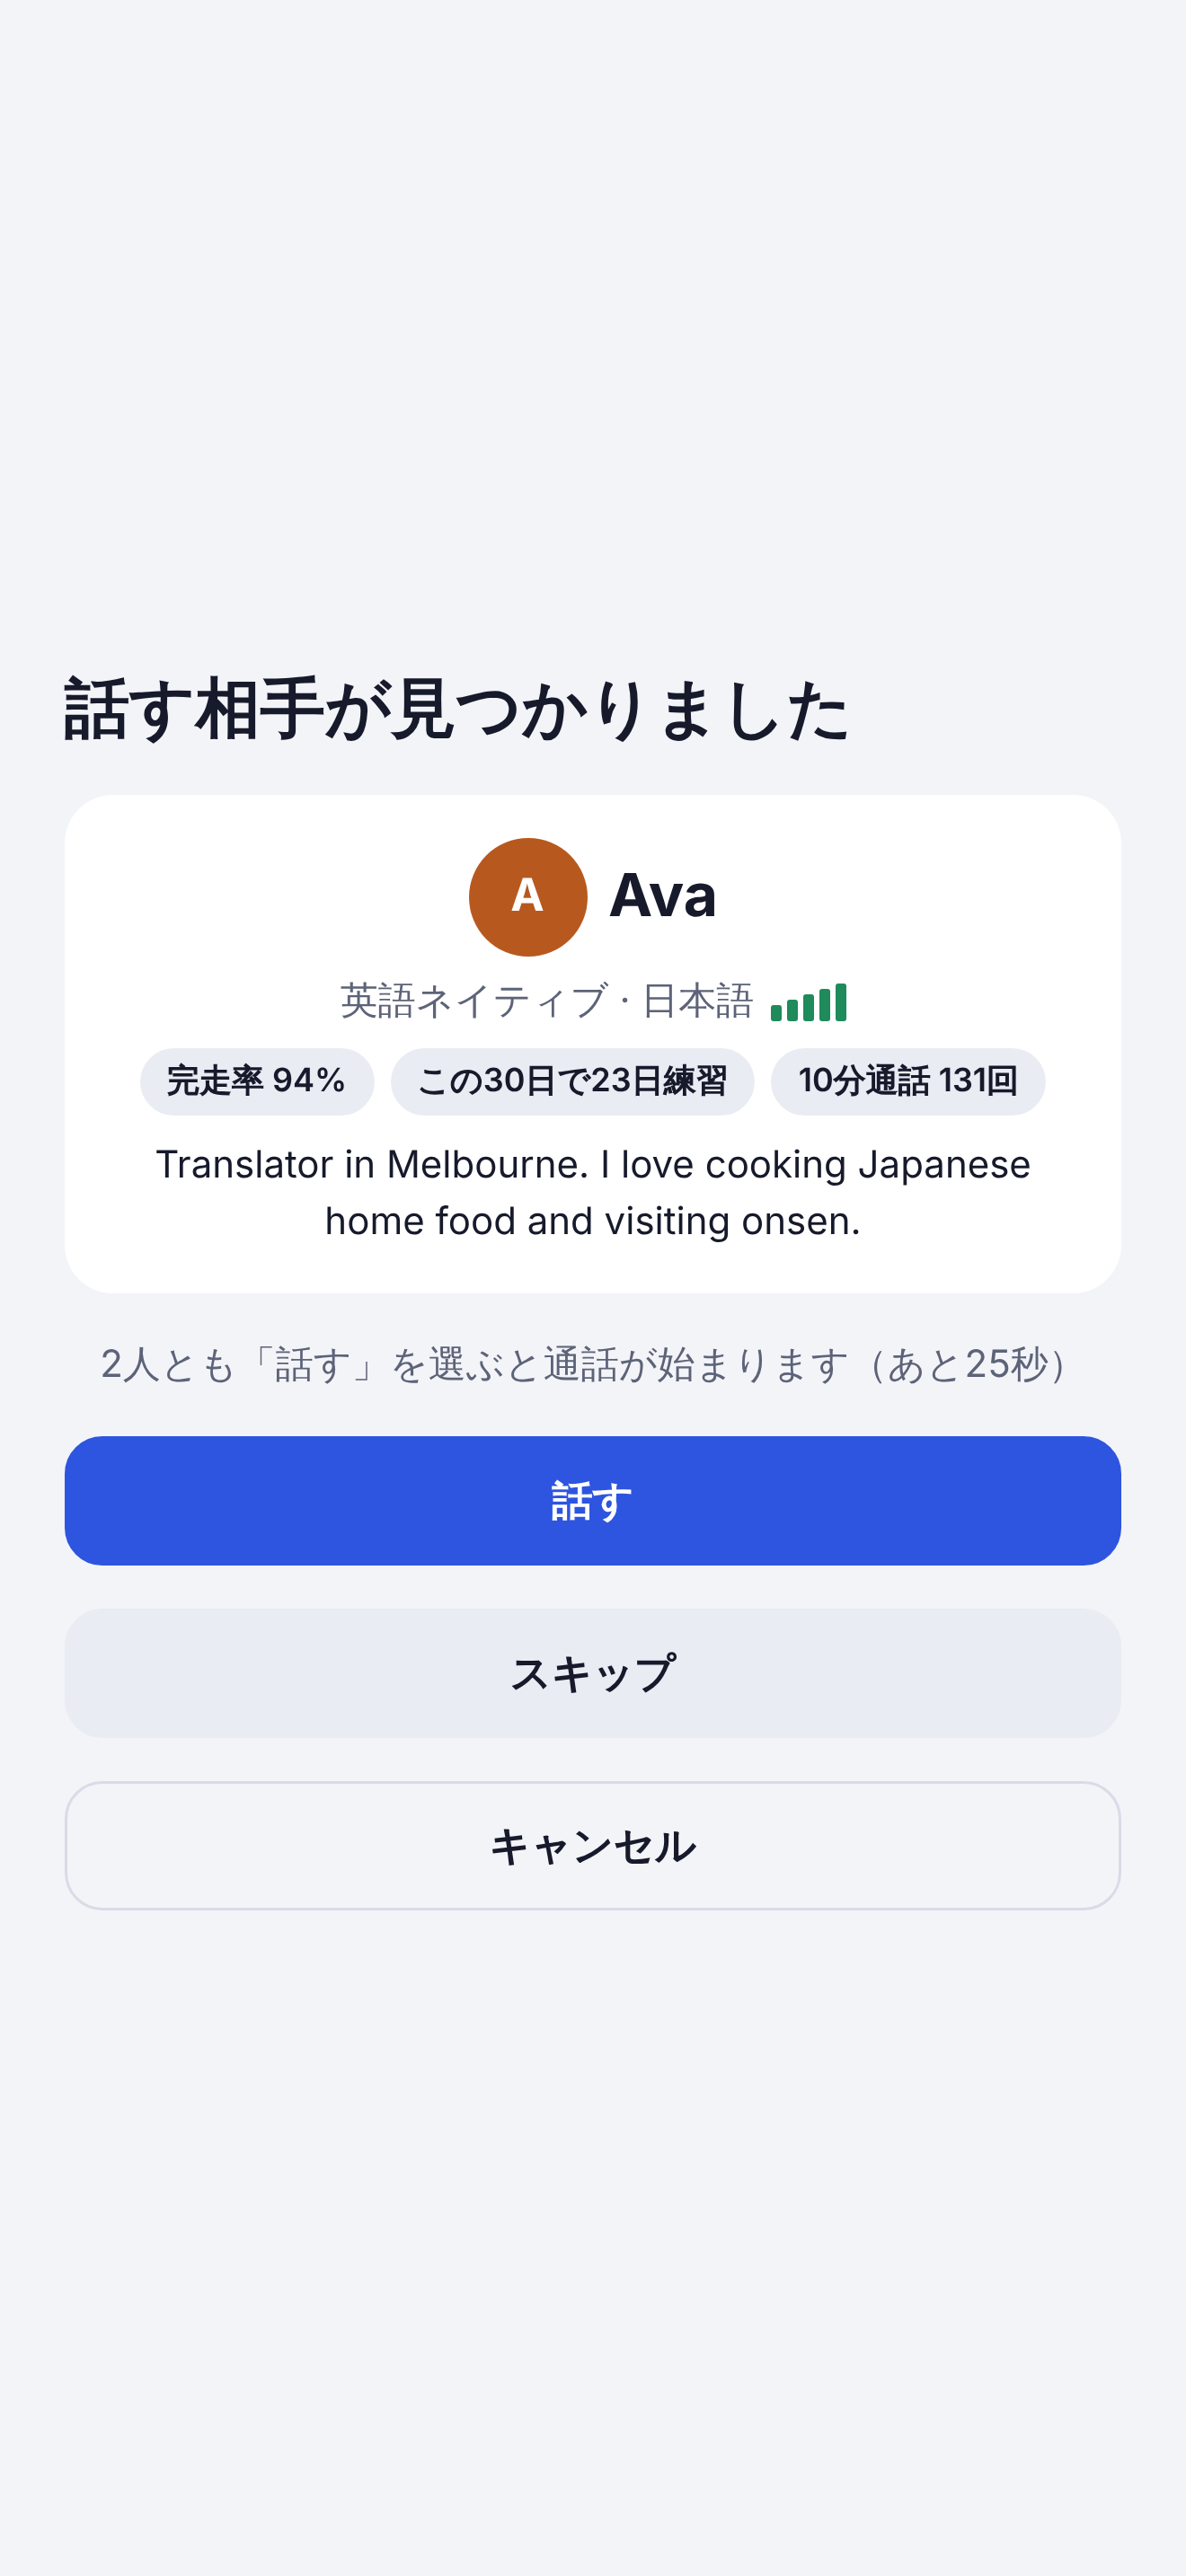 話す相手が見つかりました
A
Ava
英語ネイティブ · 日本語
完走率 94% この30日で23日練習 10分通話 131回
Translator in Melbourne. I love cooking Japanese
home food and visiting onsen.
2人とも「話す」を選ぶと通話が始まります（あと25秒）
話す
スキップ
キャンセル